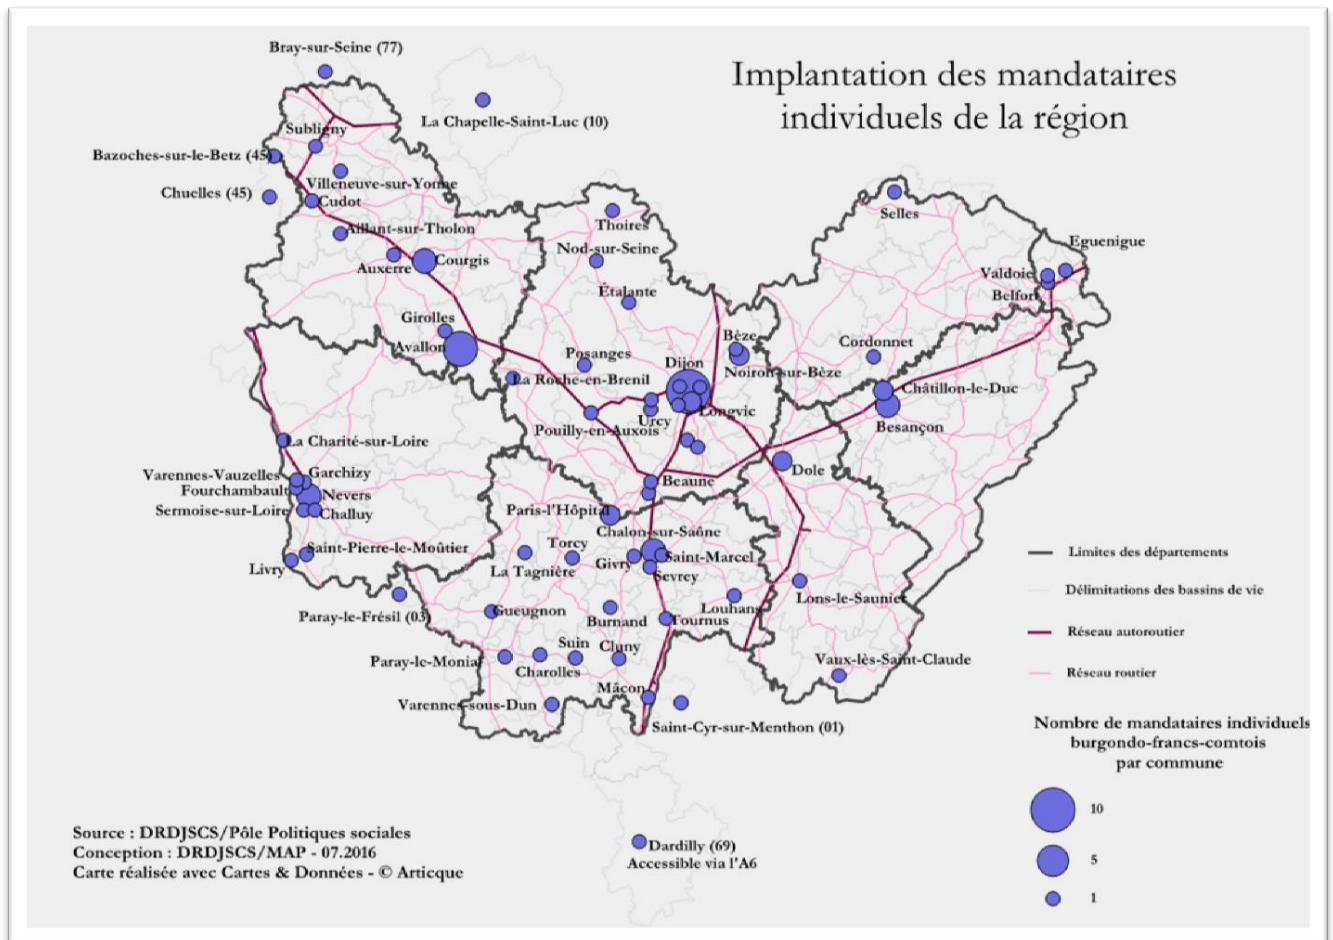 Implantation des mandataires
individuels de la région
Bray-sur-Seine (77)
La Chapelle-Saint-Luc (10)
Subligny
Bazoches-sur-le-Betz (45)
Villeneuve-sur-Yonne
Chuelles (45)
Cudot
Aillant-sur-Tholon
Auxerre
Courgis
Girolles
Avallon
Thoires
Nod-sur-Seine
Étalante
Selles
Eguenigue
Valdoie
Belfort
Bèze
Noiron-sur-Bèze
Cordonnet
Posanges
Dijon
La Roche-en-Brenil
Châtillon-le-Duc
Longvic
Urcy
Pouilly-en-Auxois
Besançon
La Charité-sur-Loire
Varennes-Vauzelles
Garchizy
Fourchambault
Nevers
Sermoise-sur-Loire
Challuy
Beaune
Dole
Paris-l'Hôpital
Chalon-sur-Saône
Torcy
Givry
Saint-Marcel
La Tagnière
Sevrey
Saint-Pierre-le-Moûtier
Livry
Paray-le-Frésil (03)
Gueugnon
Burnand
Louhans
Tournus
Lons-le-Saunier
Suin
Cluny
Paray-le-Monial
Charolles
Vaux-lès-Saint-Claude
Mâcon
Varennes-sous-Dun
Saint-Cyr-sur-Menthon (01)
Dardilly (69)
Accessible via l'A6
Limites des départements
Délimitations des bassins de vie
Réseau autoroutier
Réseau routier
Nombre de mandataires individuels
burgondo-francs-comtois
par commune
10
5
1
Source : DRDJSCS/Pôle Politiques sociales
Conception : DRDJSCS/MAP - 07.2016
Carte réalisée avec Cartes & Données - © Articque